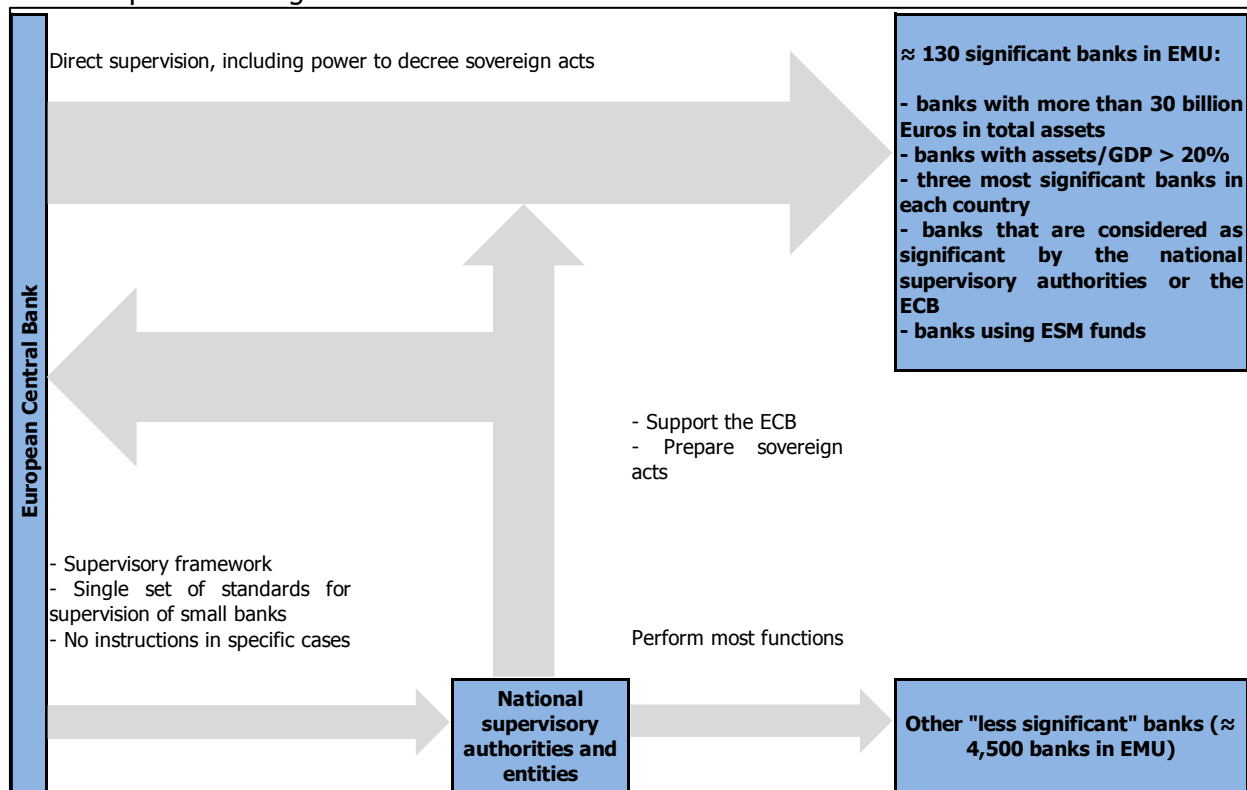 Direct supervision, including power to decree sovereign acts
≈ 130 significant banks in EMU:
- banks with more than 30 billion
Euros in total assets
- banks with assets/GDP > 20%
- three most significant banks in
each country
- banks that are considered as
significant by the national
supervisory authorities or the
ECB
- banks using ESM funds
European Central Bank
- Support the ECB
- Prepare sovereign
acts
- Supervisory framework
- Single set of standards for
supervision of small banks
- No instructions in specific cases
Perform most functions
National
supervisory
authorities and
entities
Other "less significant" banks (≈
4,500 banks in EMU)